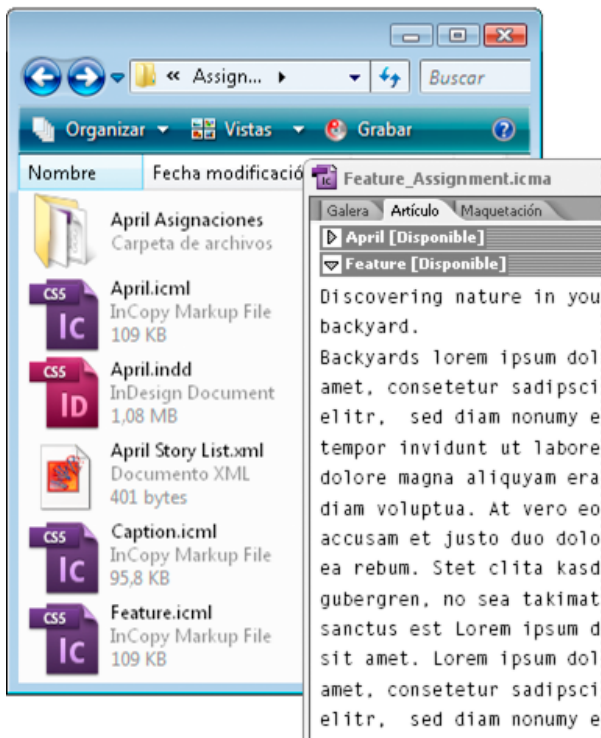 « Assign...
Buscar
Organizar
Vistas
Grabar
?
Nombre
Fecha modificació
April Asignaciones
Carpeta de archivos
CS5
Ic
April.icml
InCopy Markup File
109 KB
CS5
ID
April.indd
InDesign Document
1,08 MB
April Story List.xml
Documento XML
401 bytes
CS5
Ic
Caption.icml
InCopy Markup File
95,8 KB
CS5
Ic
Feature.icml
InCopy Markup File
109 KB
Ic
Feature_Assignment.icma
Galera
Artículo
Maquetación
April [Disponible]
Feature [Disponible]
Discovering nature in you
backyard.
Backyards lorem ipsum dol
amet, consetetur sadipsci
elitr, sed diam nonumy e
tempor invidunt ut labore
dolore magna aliquyam era
diam voluptua. At vero eo
accusam et justo duo dolo
ea rebum. Stet clita kasd
gubergren, no sea takimat
sanctus est Lorem ipsum d
sit amet. Lorem ipsum dol
amet, consetetur sadipsci
elitr, sed diam nonumy e